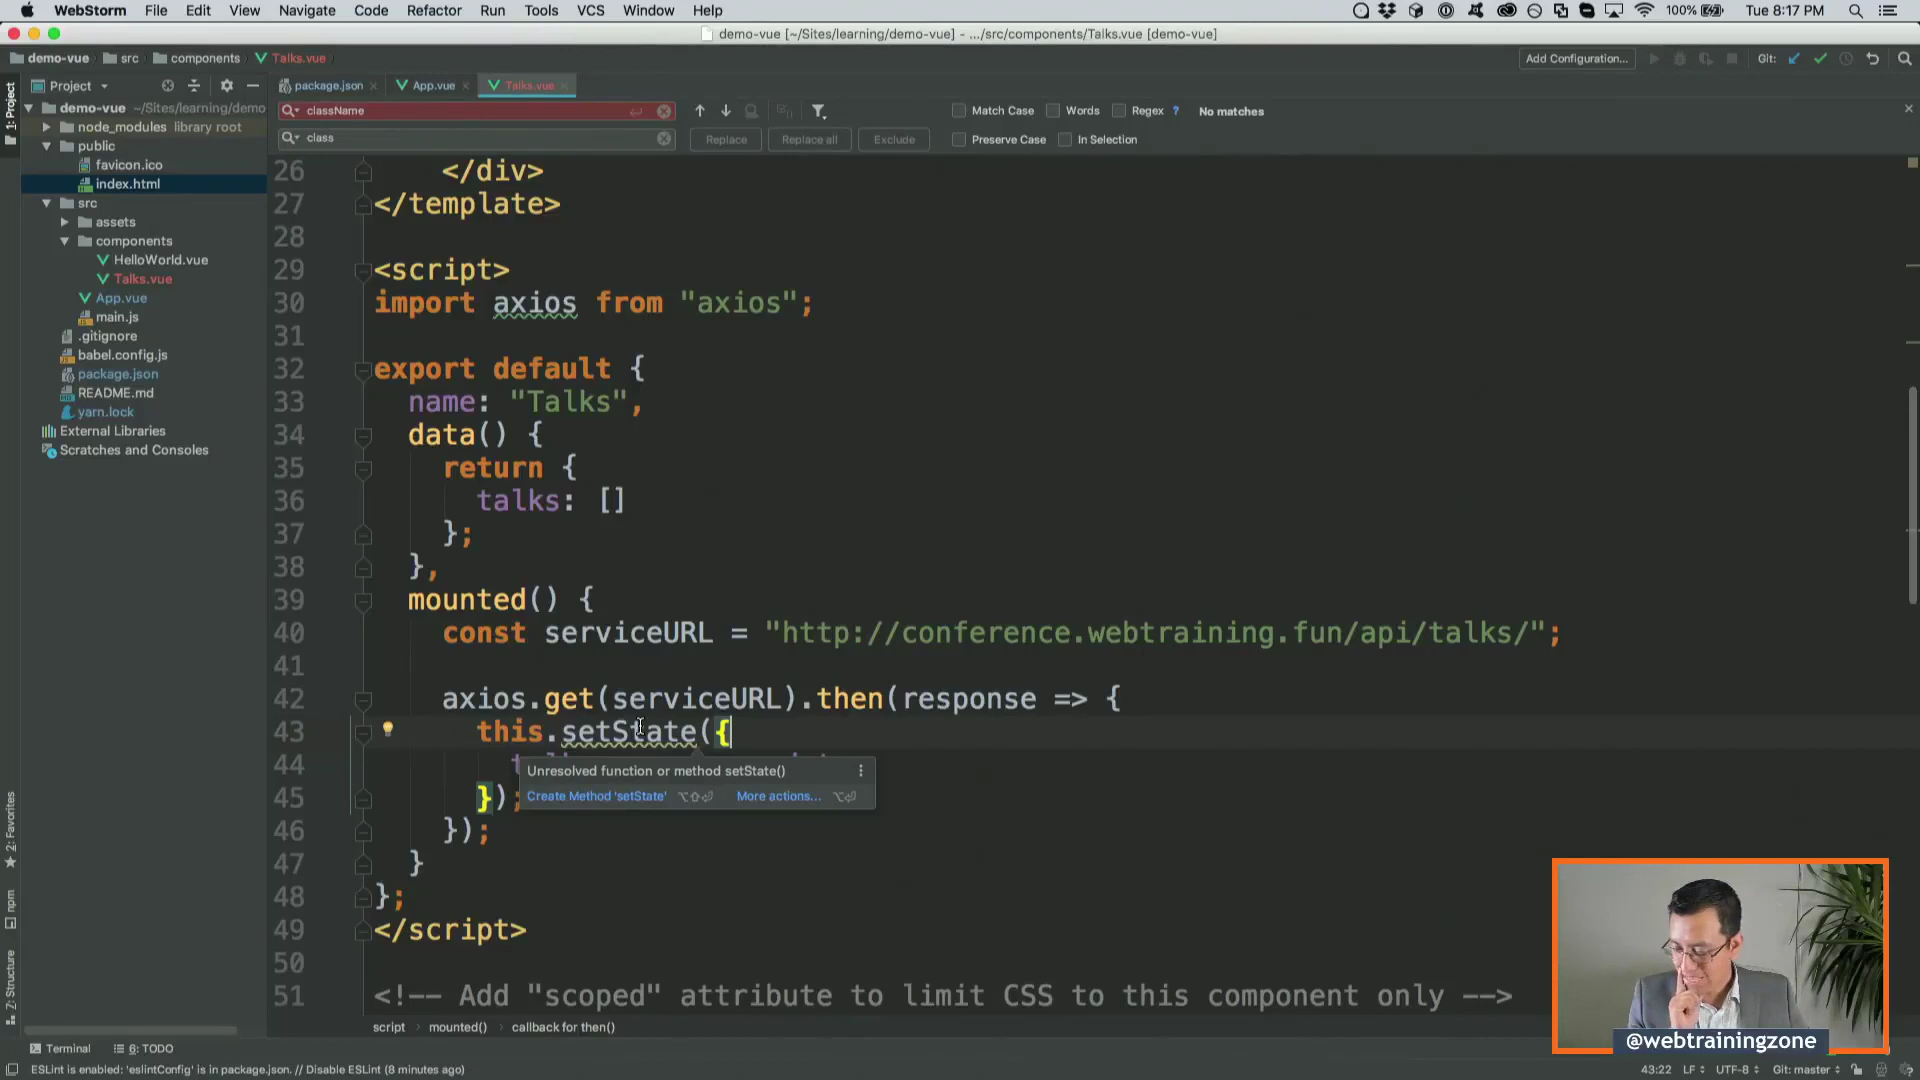 WebStorm File Edit View Navigate Code Refactor Run Tools VCS Window Help 100% Tue 8:17 PM
demo-vue [~/Sites/learning/demo-vue] - .../src/components/Talks.vue [demo-vue]
demo-vue src components Talks.vue Add Configuration... Git:
1: Project
Project
package.json App.vue Talks.vue
className Match Case Words Regex ? No matches
class Replace Replace all Exclude Preserve Case In Selection
demo-vue ~/Sites/learning/demo
node_modules library root
public
favicon.ico
index.html
src
assets
components
HelloWorld.vue
Talks.vue
App.vue
main.js
.gitignore
babel.config.js
package.json
README.md
yarn.lock
External Libraries
Scratches and Consoles
26 </div>
27 </template>
28
29 <script>
30 import axios from "axios";
31
32 export default {
33 name: "Talks",
34 data() {
35 return {
36 talks: []
37 };
38 },
39 mounted() {
40 const serviceURL = "http://conference.webtraining.fun/api/talks/";
41
42 axios.get(serviceURL).then(response => {
43 this.setState({
44
Unresolved function or method setState()
Create Method 'setState' ⌥⇧⏎ More actions... ⌥⏎
45 });
46 });
47 }
48 };
49 </script>
50
51 <!-- Add "scoped" attribute to limit CSS to this component only -->
script mounted() callback for then()
2: Favorites
npm
Z: Structure
@webtrainingzone
Terminal 6: TODO
ESLint is enabled: 'eslintConfig' is in package.json. // Disable ESLint (8 minutes ago) 43:22 LF UTF-8 Git: master